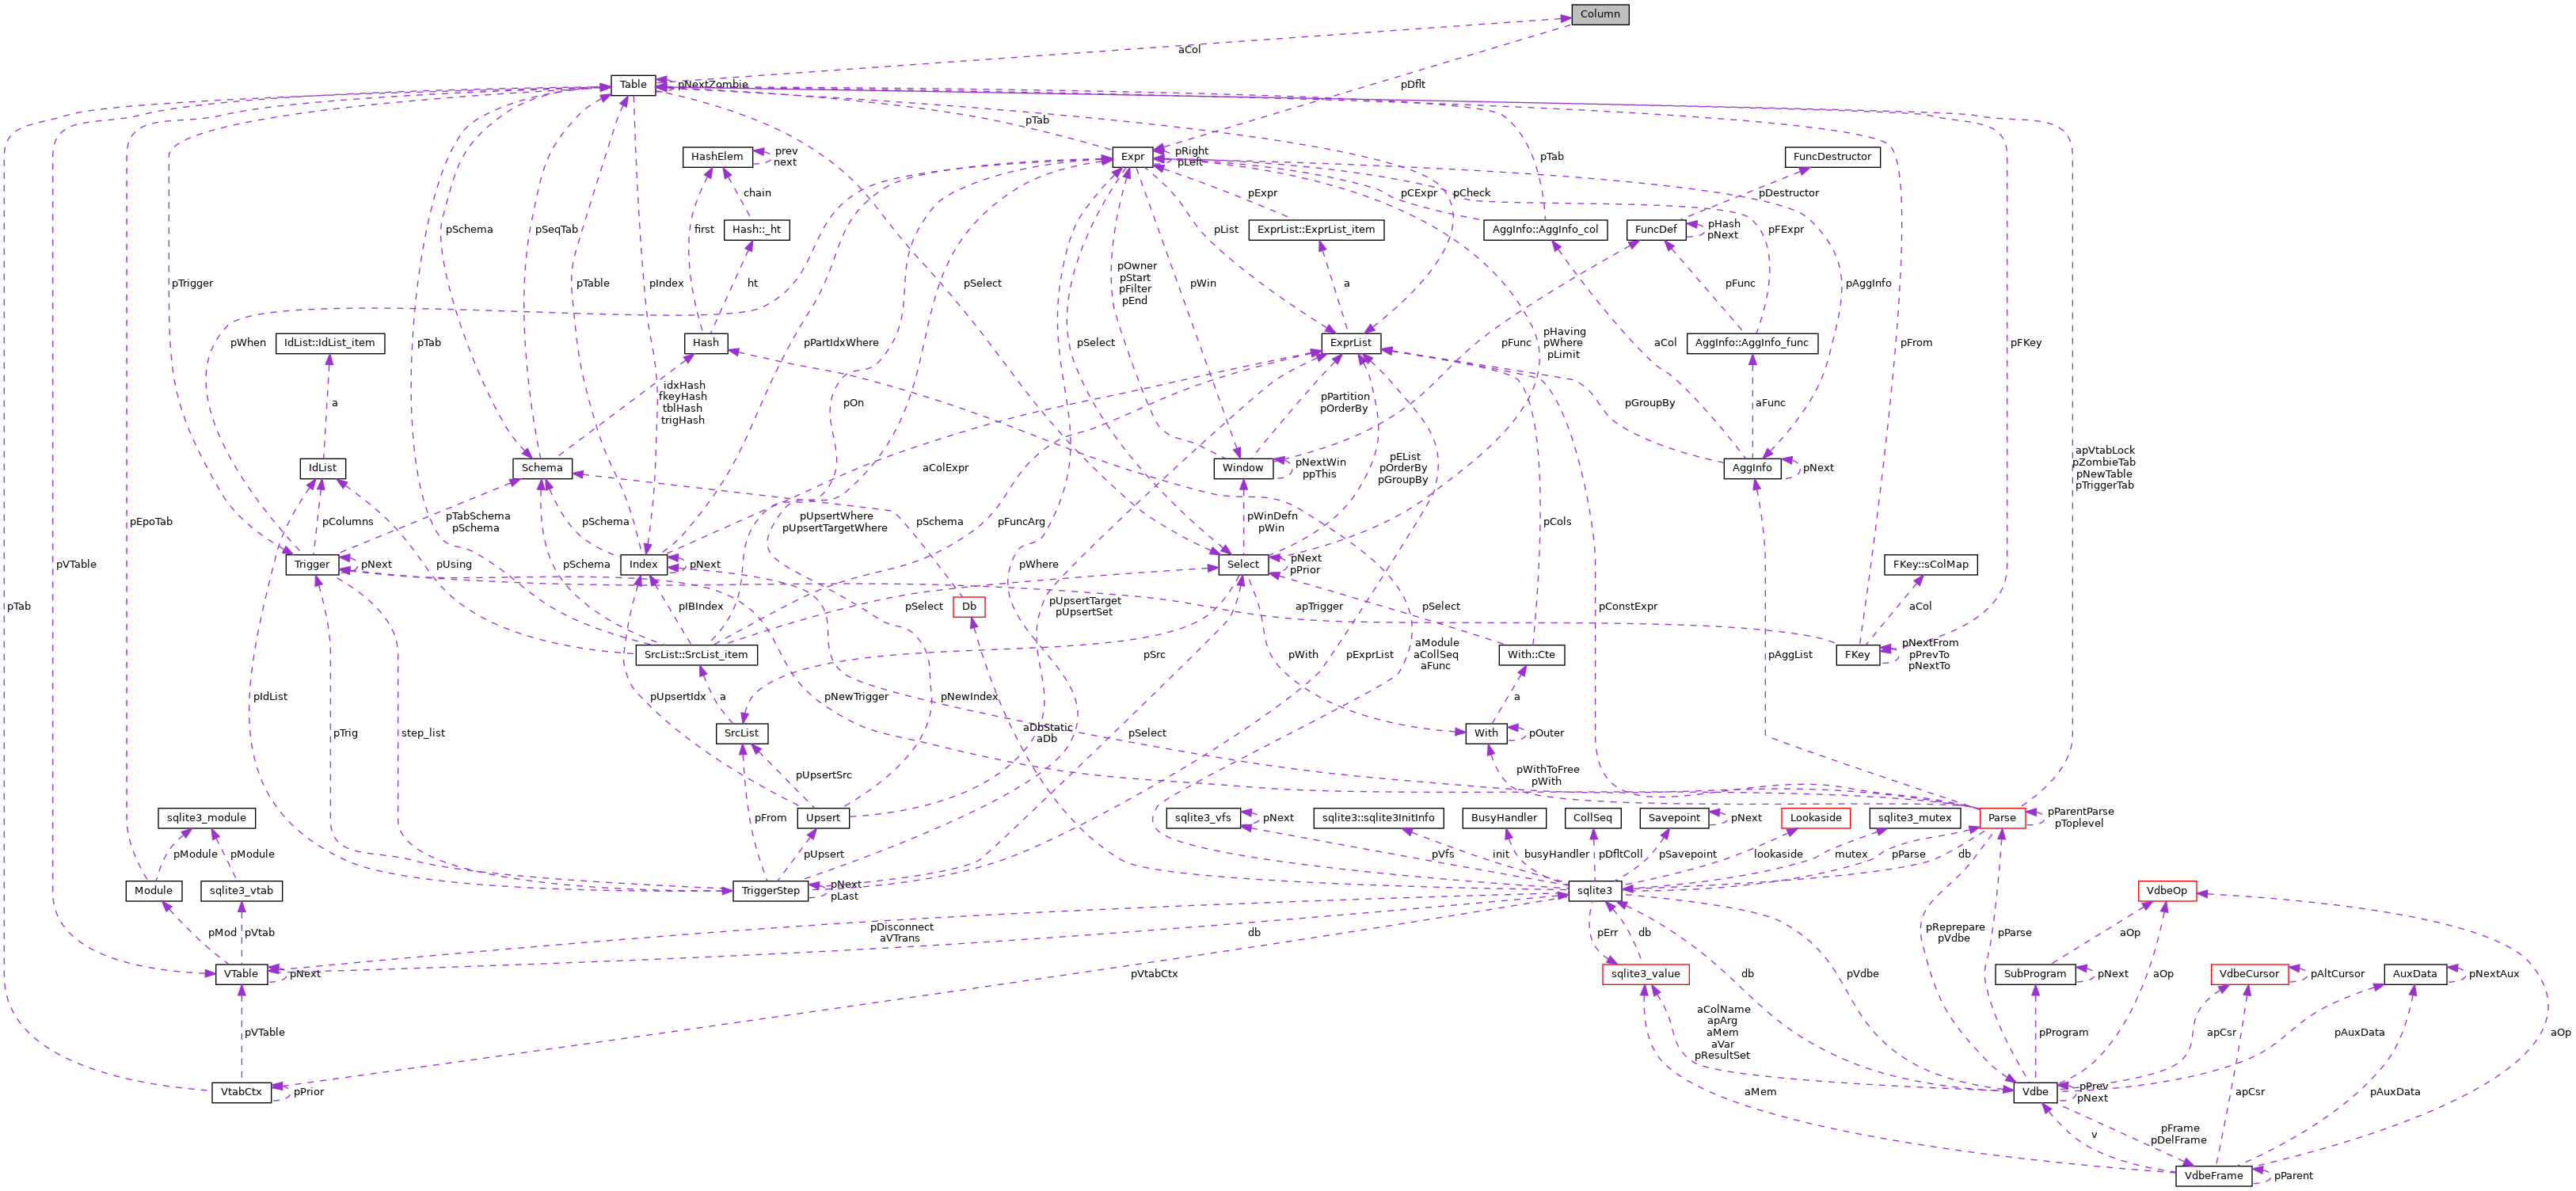 Column
aCol
Table
pNextZombie
pDflt
pTab
HashElem
prev
next
Expr
pRight
pLeft
FuncDestructor
chain
pExpr
pCExpr
pCheck
pTab
pDestructor
pSchema
pSeqTab
first
Hash::_ht
pList
ExprList::ExprList_item
AggInfo::AggInfo_col
FuncDef
pHash
pNext
pFExpr
pTrigger
pTable
pIndex
ht
pSelect
pOwner
pStart
pFilter
pEnd
pWin
a
pFunc
pAggInfo
pWhen
IdList::IdList_item
pTab
Hash
pPartIdxWhere
pSelect
ExprList
pFunc
pHaving
pWhere
pLimit
aCol
AggInfo::AggInfo_func
pFrom
pFKey
a
idxHash
fkeyHash
tblHash
trigHash
pOn
pPartition
pOrderBy
pGroupBy
aFunc
IdList
Schema
aColExpr
Window
pNextWin
ppThis
pEList
pOrderBy
pGroupBy
AggInfo
pNext
apVtabLock
pZombieTab
pNewTable
pTriggerTab
pEpoTab
pColumns
pTabSchema
pSchema
pSchema
pUpsertWhere
pUpsertTargetWhere
pSchema
pFuncArg
pWinDefn
pWin
pCols
pVTable
Trigger
pNext
pUsing
pSchema
Index
pNext
pWhere
Select
pNext
pPrior
FKey::sColMap
pTab
pIBIndex
pSelect
Db
pUpsertTarget
pUpsertSet
apTrigger
pSelect
pConstExpr
aCol
SrcList::SrcList_item
pSrc
pWith
pExprList
aModule
aCollSeq
aFunc
With::Cte
pAggList
FKey
pNextFrom
pPrevTo
pNextTo
pIdList
pUpsertIdx
a
pNewTrigger
pNewIndex
a
pTrig
step_list
SrcList
aDbStatic
aDb
pSelect
With
pOuter
pUpsertSrc
pWithToFree
pWith
sqlite3_module
pFrom
Upsert
sqlite3_vfs
pNext
sqlite3::sqlite3InitInfo
BusyHandler
CollSeq
Savepoint
pNext
Lookaside
sqlite3_mutex
Parse
pParentParse
pToplevel
pModule
pModule
pUpsert
pVfs
init
busyHandler
pDfltColl
pSavepoint
lookaside
mutex
pParse
db
Module
sqlite3_vtab
TriggerStep
pNext
pLast
sqlite3
VdbeOp
pMod
pVtab
pDisconnect
aVTrans
db
pErr
db
pReprepare
pVdbe
pParse
aOp
VTable
pNext
pVtabCtx
sqlite3_value
db
pVdbe
SubProgram
pNext
aOp
VdbeCursor
pAltCursor
AuxData
pNextAux
pVTable
aColName
apArg
aMem
aVar
pResultSet
pProgram
apCsr
pAuxData
aOp
VtabCtx
pPrior
aMem
Vdbe
pPrev
pNext
apCsr
pAuxData
v
pFrame
pDelFrame
VdbeFrame
pParent